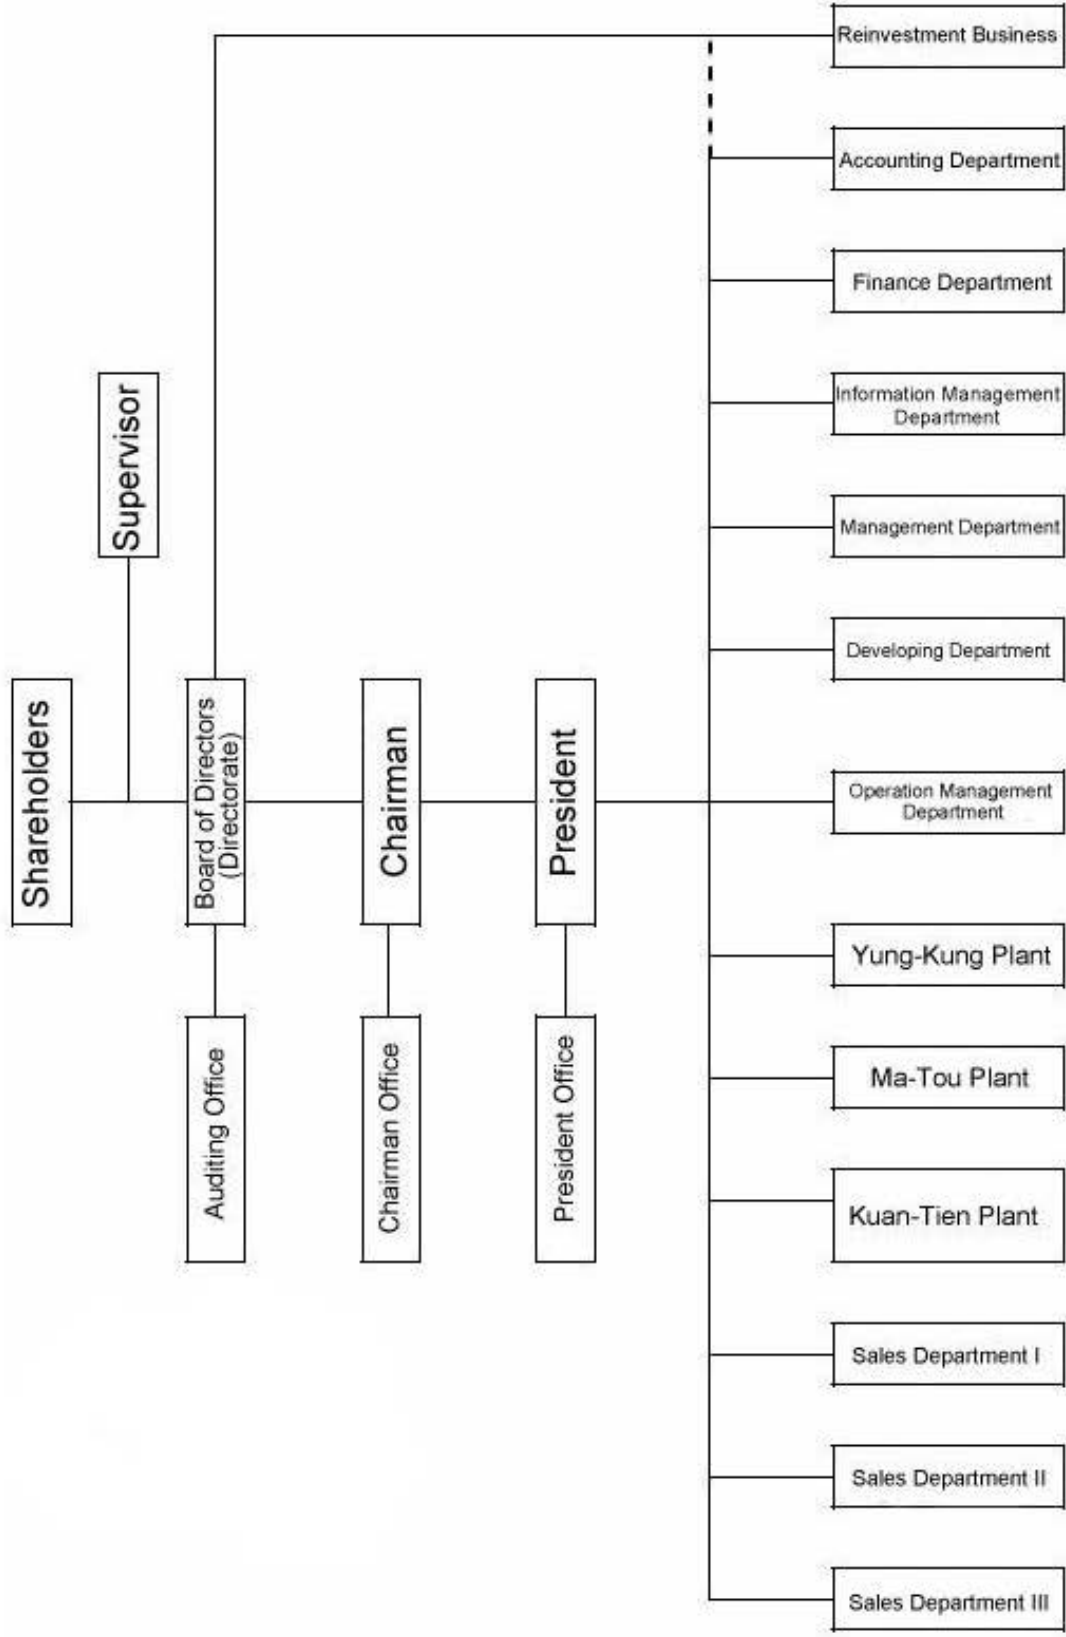 Reinvestment Business
Accounting Department
Finance Department
Information Management
Department
Management Department
Developing Department
Operation Management
Department
Yung-Kung Plant
Ma-Tou Plant
Kuan-Tien Plant
Sales Department I
Sales Department II
Sales Department III
Supervisor
Shareholders
Board of Directors
(Directorate)
Chairman
President
Auditing Office
Chairman Office
President Office